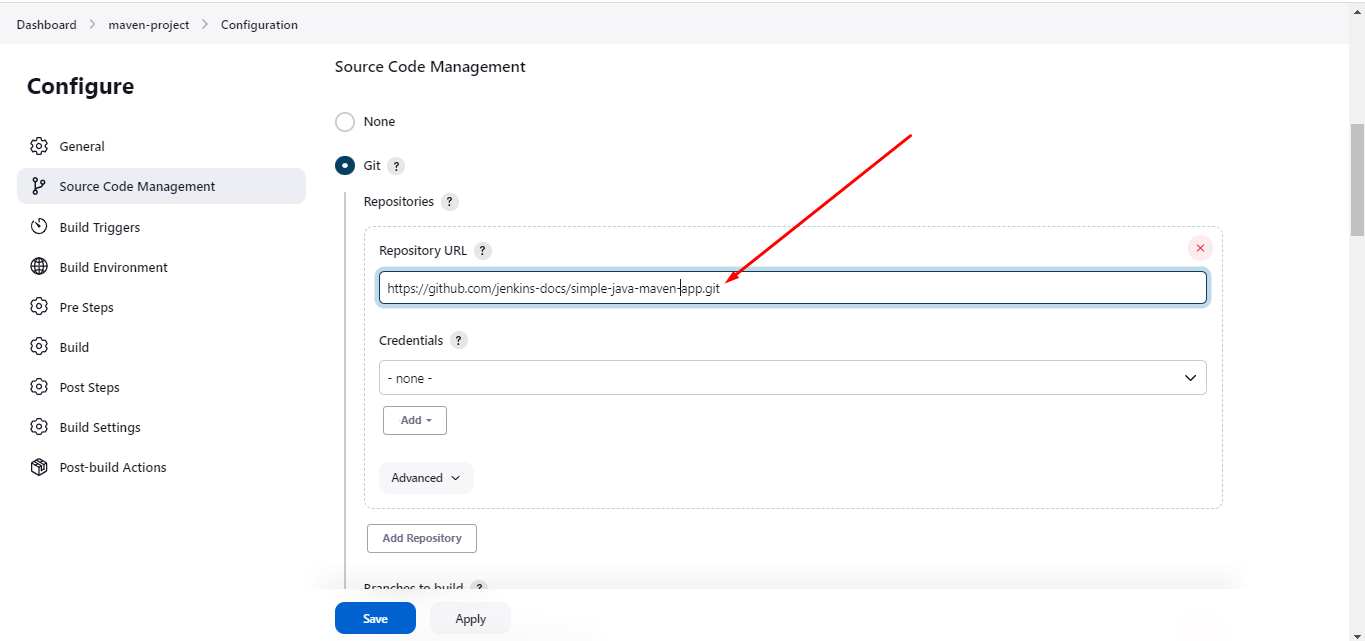 Dashboard > maven-project > Configuration
Configure
General
Source Code Management
Build Triggers
Build Environment
Pre Steps
Build
Post Steps
Build Settings
Post-build Actions
Source Code Management
None
Git ?
Repositories ?
Repository URL ?
https://github.com/jenkins-docs/simple-java-maven-app.git
Credentials ?
- none -
Add
Advanced
Add Repository
Branches to build ?
Save Apply